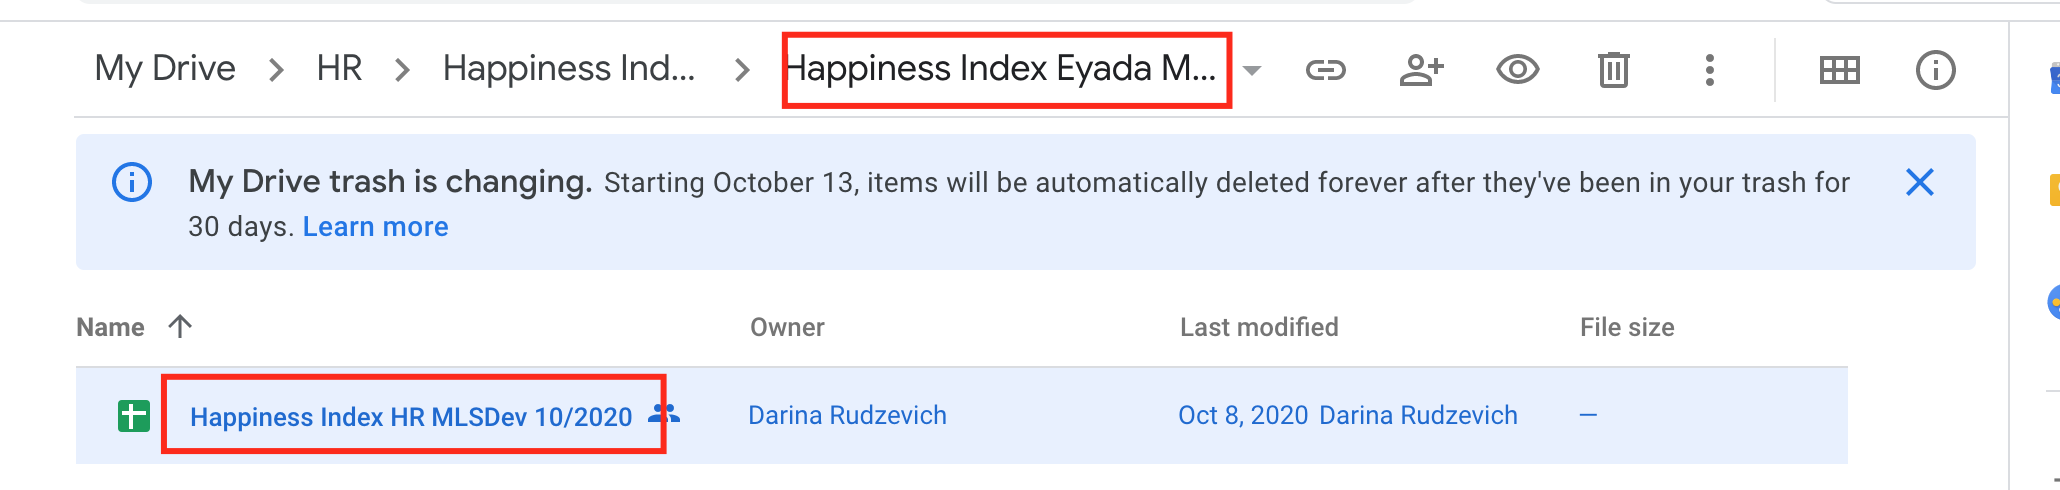 My Drive > HR > Happiness Ind... > Happiness Index Eyada M...
My Drive trash is changing. Starting October 13, items will be automatically deleted forever after they've been in your trash for
30 days. Learn more
Name Owner Last modified File size
Happiness Index HR MLSDev 10/2020 Darina Rudzevich Oct 8, 2020 Darina Rudzevich —